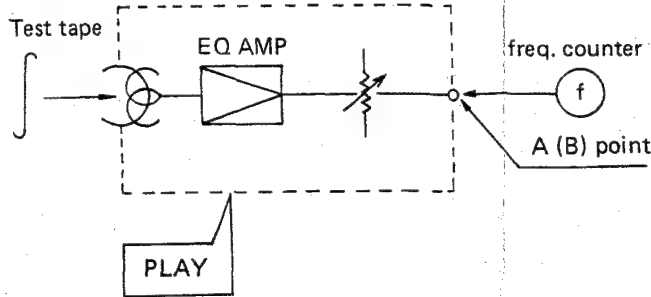 Test tape
EQ AMP
freq. counter
f
A (B) point
PLAY